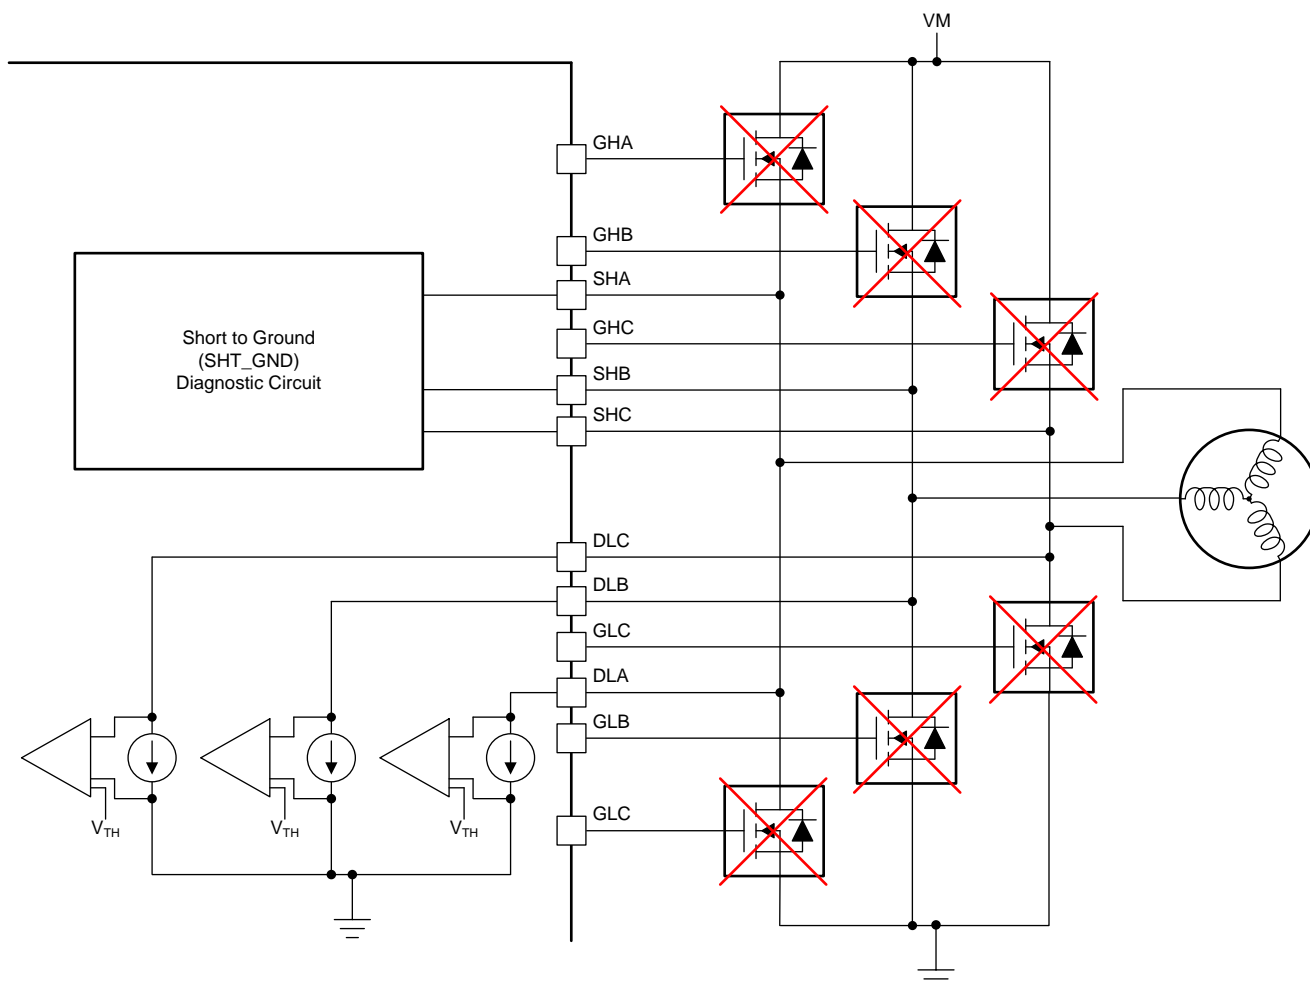 VM
GHA
GHB
SHA
GHC
SHB
SHC
Short to Ground
(SHT_GND)
Diagnostic Circuit
DLC
DLB
GLC
DLA
GLB
GLC
VTH
VTH
VTH